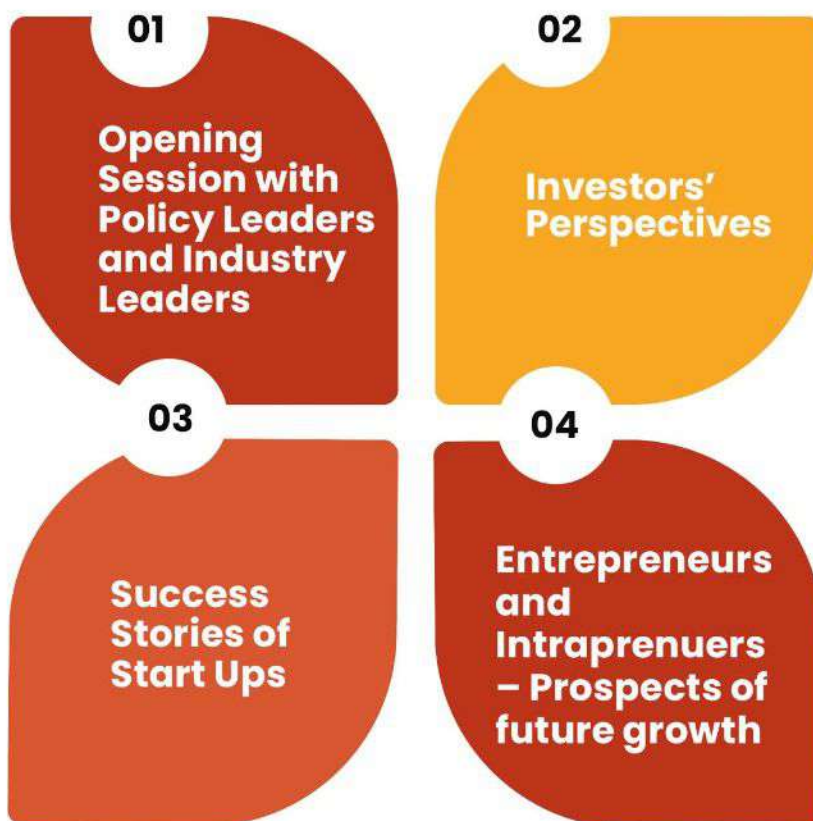 01
Opening
Session with
Policy Leaders
and Industry
Leaders
02
Investors’
Perspectives
03
Success
Stories of
Start Ups
04
Entrepreneurs
and
Intraprenuers
– Prospects of
future growth